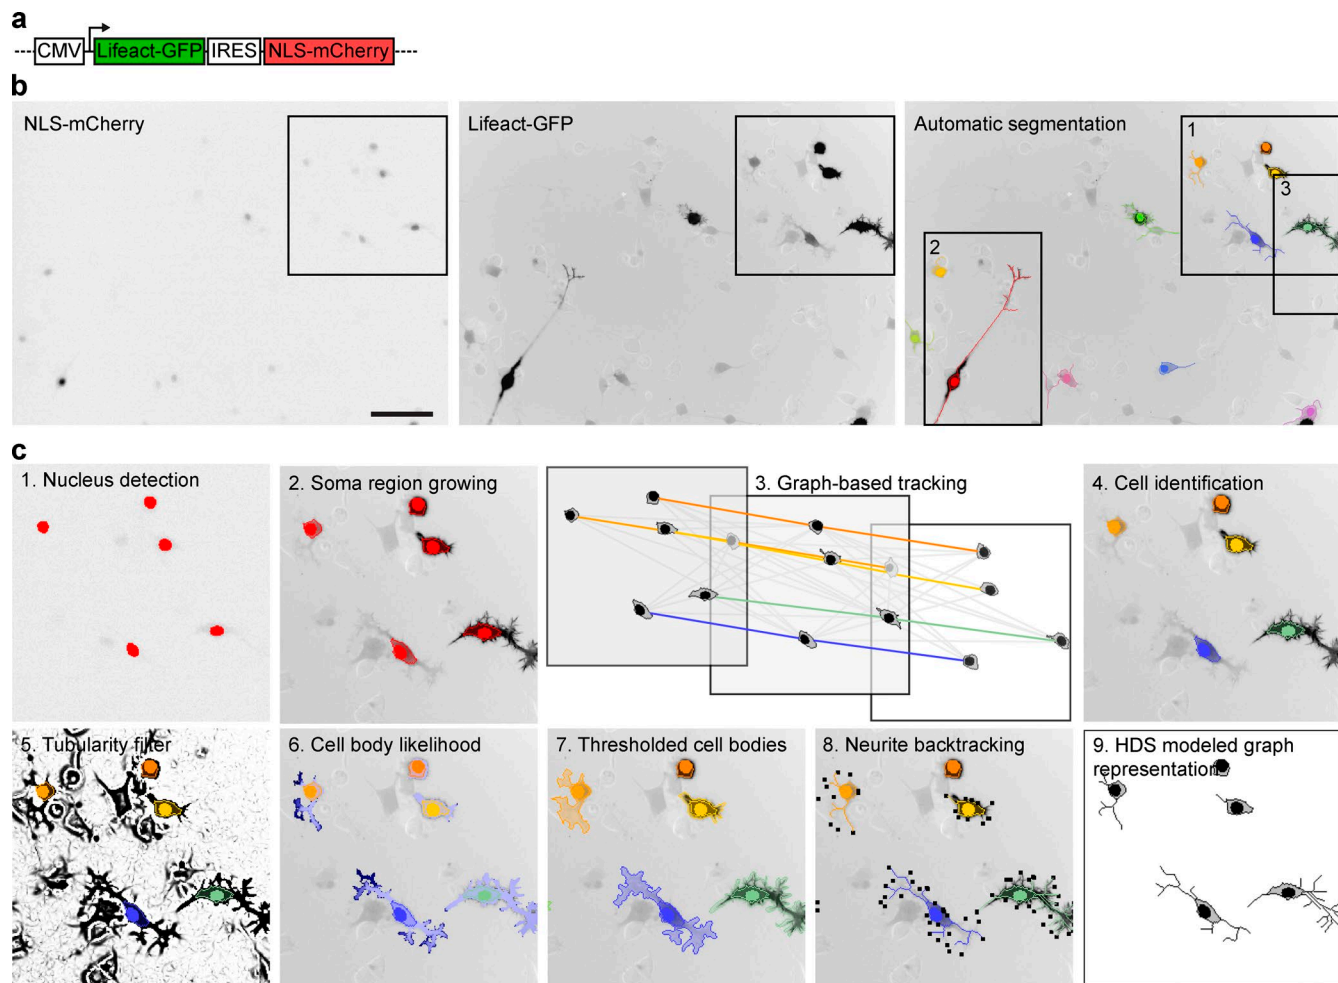 a
CMV Lifeact-GFP IRES NLS-mCherry
b
NLS-mCherry
Lifeact-GFP
Automatic segmentation
1
3
2
c
1. Nucleus detection
2. Soma region growing
3. Graph-based tracking
4. Cell identification
5. Tubularity filter
6. Cell body likelihood
7. Thresholded cell bodies
8. Neurite backtracking
9. HDS modeled graph
representation